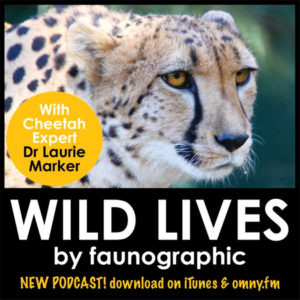 With
Cheetah
Expert
Dr Laurie
Marker
WILD LIVES
by faunographic
NEW PODCAST! download on iTunes & omny.fm